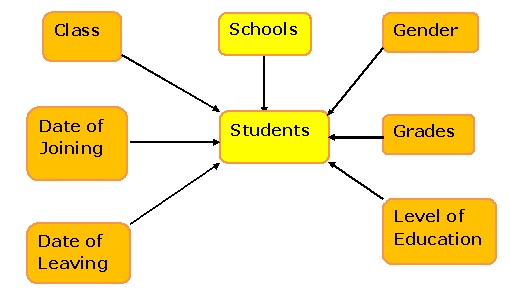 Class
Schools
Gender
Date of
Joining
Students
Grades
Date of
Leaving
Level of
Education